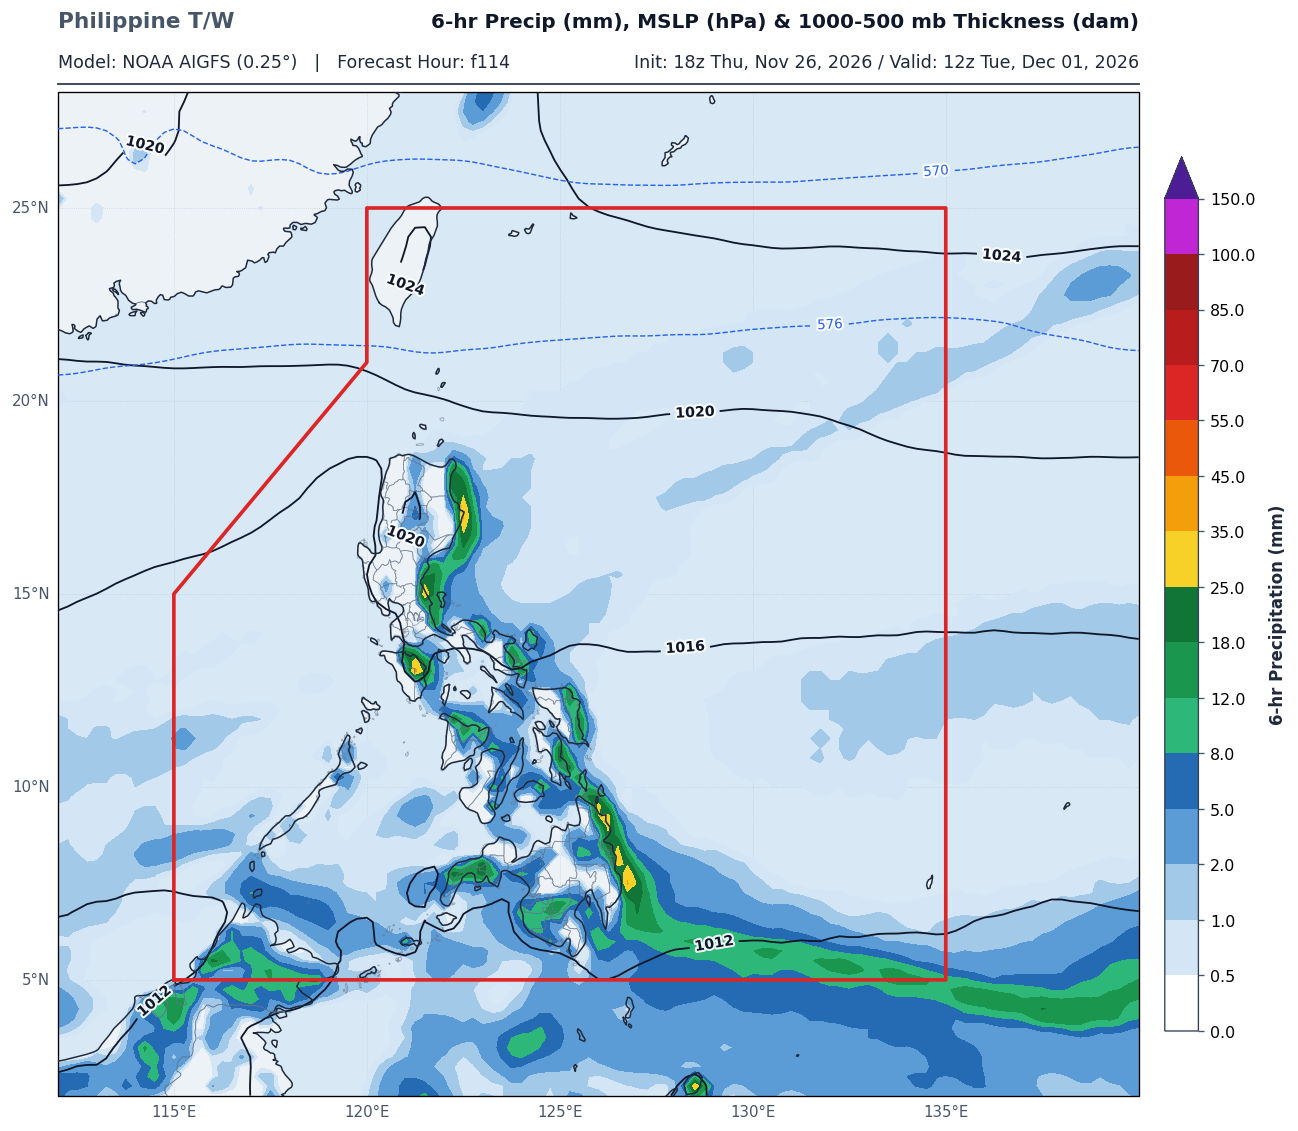 Philippine T/W
6-hr Precip (mm), MSLP (hPa) & 1000-500 mb Thickness (dam)
Model: NOAA AIGFS (0.25°) | Forecast Hour: f114
Init: 18z Thu, Nov 26, 2026 / Valid: 12z Tue, Dec 01, 2026
1020
570
1024
1024
576
1020
1020
1016
1012
1012
25°N
20°N
15°N
10°N
5°N
115°E
120°E
125°E
130°E
135°E
150.0
100.0
85.0
70.0
55.0
45.0
35.0
25.0
18.0
12.0
8.0
5.0
2.0
1.0
0.5
0.0
6-hr Precipitation (mm)